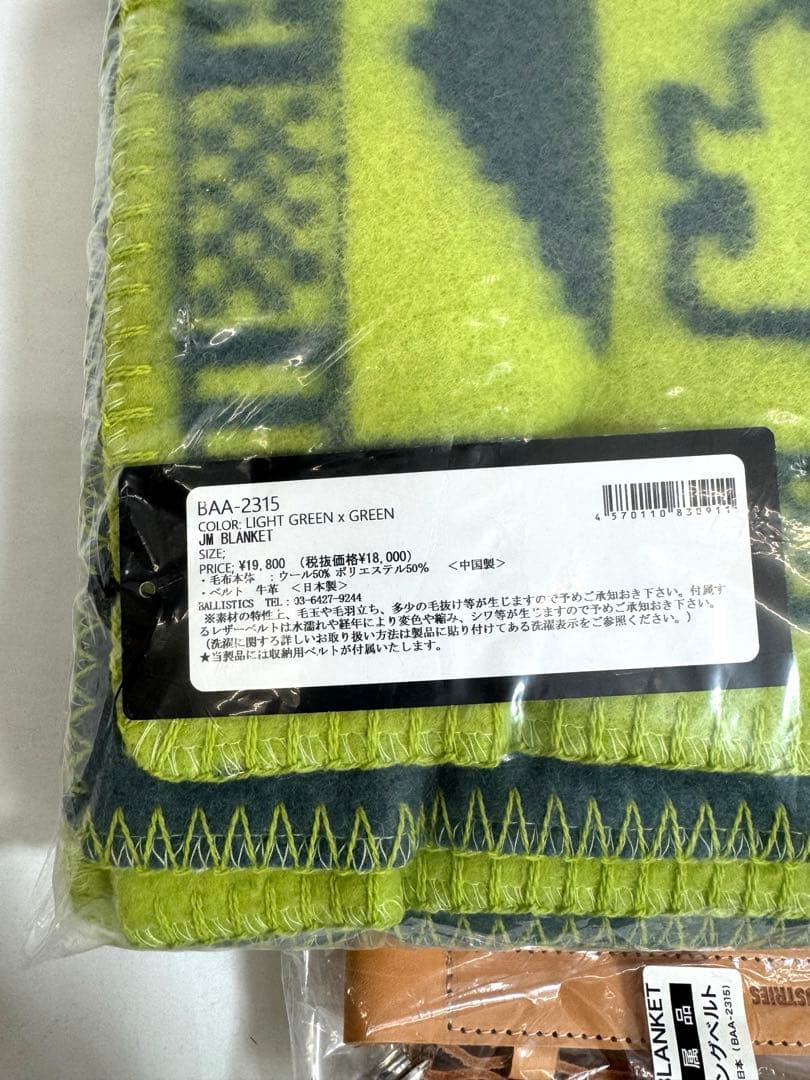 BAA-2315
COLOR: LIGHT GREEN x GREEN
JM BLANKET
SIZE;
PRICE; ¥19,800 (税抜価格¥18,000)
・毛布本体 :ウール50% ポリエステル50% <中国製>
・ベルト 牛革 <日本製>
BALLISTICS TEL:03-6427-9244
※素材の特性上、毛玉や毛羽立ち、多少の毛抜け等が生じますので予めご承知おき下さい。付属す
るレザーベルトは水濡れや経年により変色や縮み、シワ等が生じますので予めご承知おき下さい。
(洗濯に関する詳しいお取り扱い方法は製品に貼り付けてある洗濯表示をご参照ください。)
★当製品には収納用ベルトが付属いたします。
4 570110 830911
USTRIES
BLANKET
属品
ングベルト
日本 (BAA-2315)